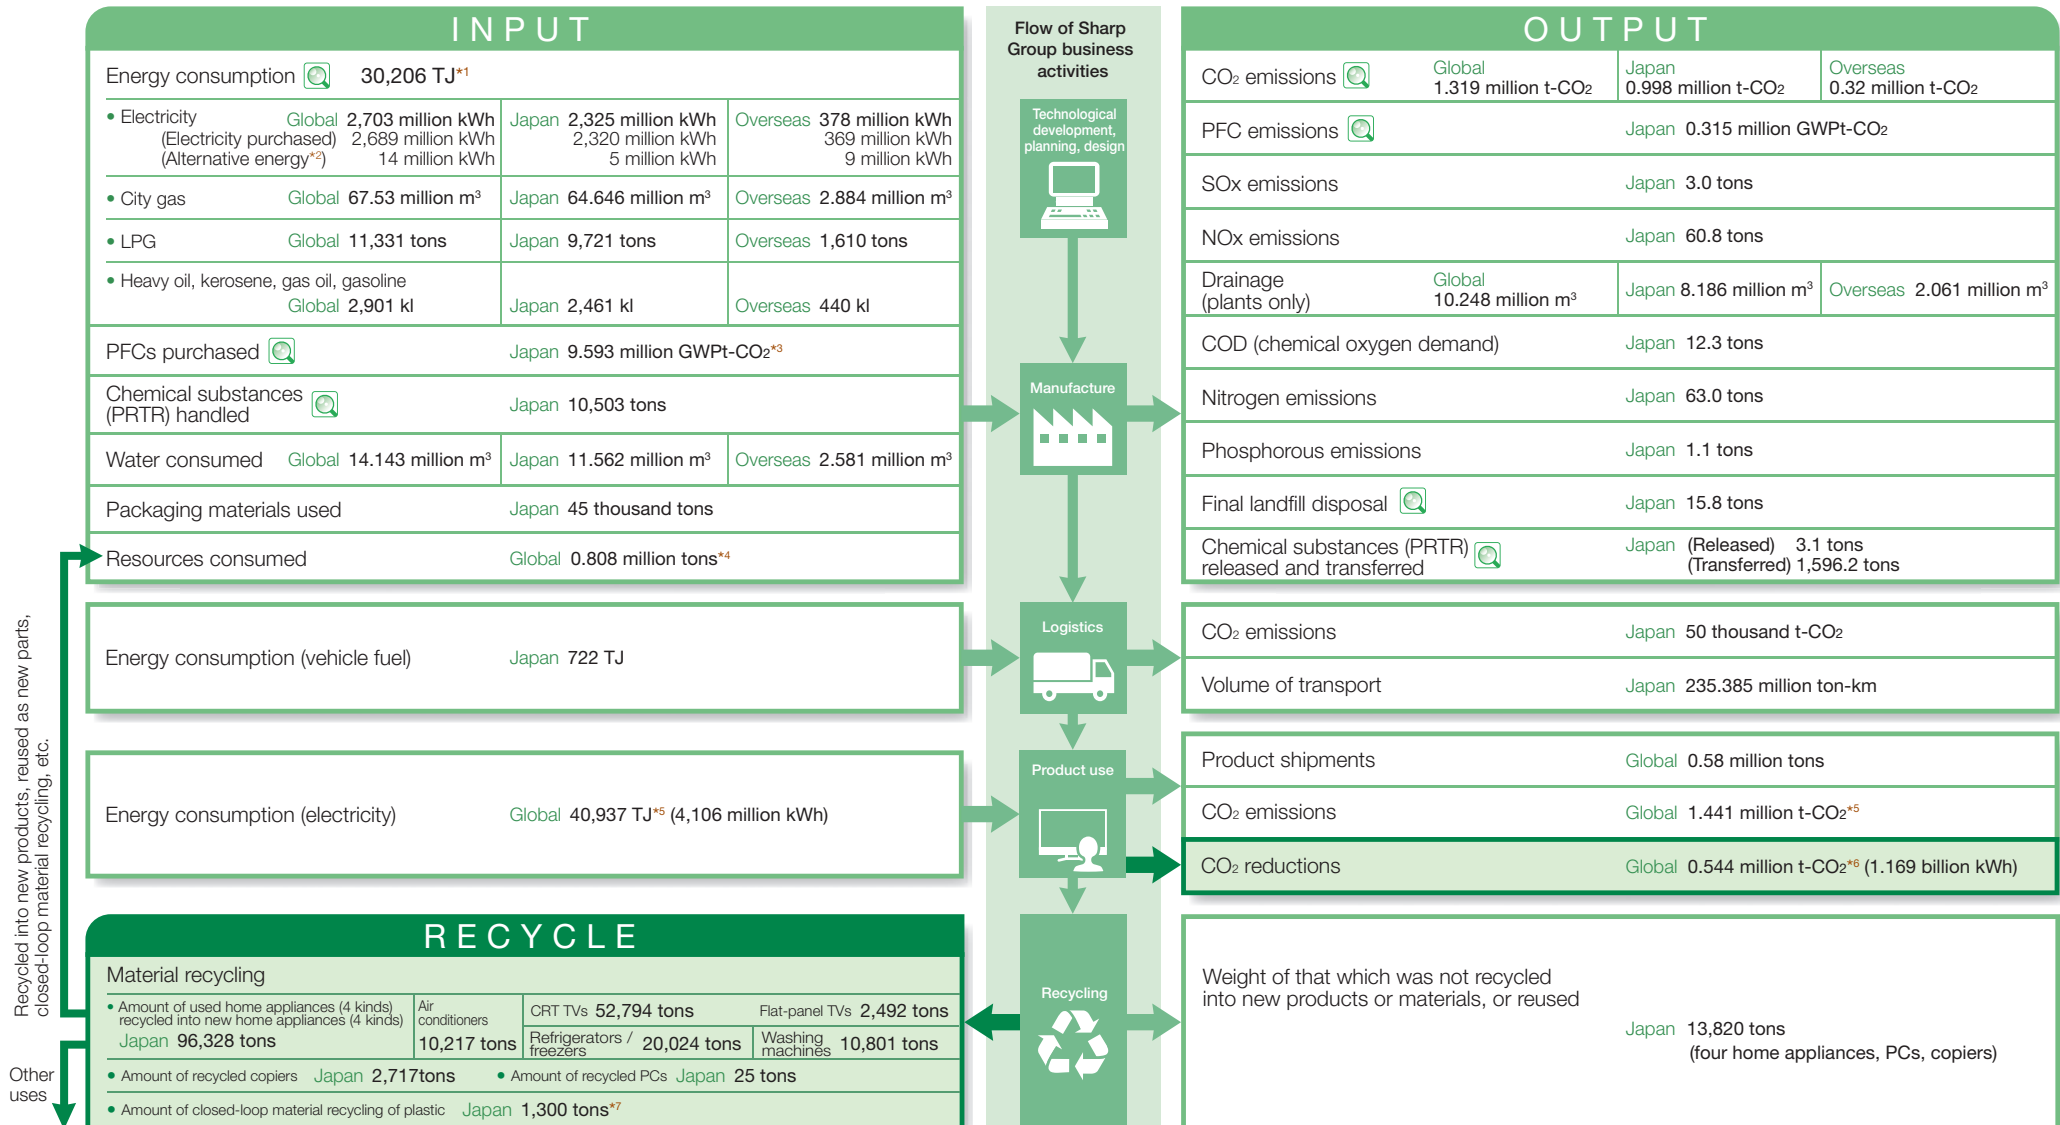 INPUT
Energy consumption 30,206 TJ*1
• Electricity Global 2,703 million kWh Japan 2,325 million kWh Overseas 378 million kWh
(Electricity purchased) 2,689 million kWh 2,320 million kWh 369 million kWh
(Alternative energy*2) 14 million kWh 5 million kWh 9 million kWh
• City gas Global 67.53 million m3 Japan 64.646 million m3 Overseas 2.884 million m3
• LPG Global 11,331 tons Japan 9,721 tons Overseas 1,610 tons
• Heavy oil, kerosene, gas oil, gasoline
Global 2,901 kl Japan 2,461 kl Overseas 440 kl
PFCs purchased Japan 9.593 million GWPt-CO2*3
Chemical substances
(PRTR) handled
Japan 10,503 tons
Water consumed Global 14.143 million m3 Japan 11.562 million m3 Overseas 2.581 million m3
Packaging materials used Japan 45 thousand tons
Resources consumed Global 0.808 million tons*4
Energy consumption (vehicle fuel) Japan 722 TJ
Energy consumption (electricity) Global 40,937 TJ*5 (4,106 million kWh)
Flow of Sharp
Group business
activities
Technological
development,
planning, design
Manufacture
Logistics
Product use
Recycling
OUTPUT
CO2 emissions
Global
1.319 million t-CO2
Japan
0.998 million t-CO2
Overseas
0.32 million t-CO2
PFC emissions Japan 0.315 million GWPt-CO2
SOx emissions Japan 3.0 tons
NOx emissions Japan 60.8 tons
Drainage
(plants only)
Global
10.248 million m3
Japan 8.186 million m3 Overseas 2.061 million m3
COD (chemical oxygen demand) Japan 12.3 tons
Nitrogen emissions Japan 63.0 tons
Phosphorous emissions Japan 1.1 tons
Final landfill disposal Japan 15.8 tons
Chemical substances (PRTR)
released and transferred
Japan (Released) 3.1 tons
(Transferred) 1,596.2 tons
CO2 emissions Japan 50 thousand t-CO2
Volume of transport Japan 235.385 million ton-km
Product shipments Global 0.58 million tons
CO2 emissions Global 1.441 million t-CO2*5
CO2 reductions Global 0.544 million t-CO2*6 (1.169 billion kWh)
Weight of that which was not recycled
into new products or materials, or reused
Japan 13,820 tons
(four home appliances, PCs, copiers)
RECYCLE
Material recycling
• Amount of used home appliances (4 kinds)
recycled into new home appliances (4 kinds)
Japan 96,328 tons
Air
conditioners
10,217 tons
CRT TVs 52,794 tons Flat-panel TVs 2,492 tons
Refrigerators /
freezers
20,024 tons
Washing
machines
10,801 tons
• Amount of recycled copiers Japan 2,717tons • Amount of recycled PCs Japan 25 tons
• Amount of closed-loop material recycling of plastic Japan 1,300 tons*7
Recycled into new products, reused as new parts,
closed-loop material recycling, etc.
Other
uses